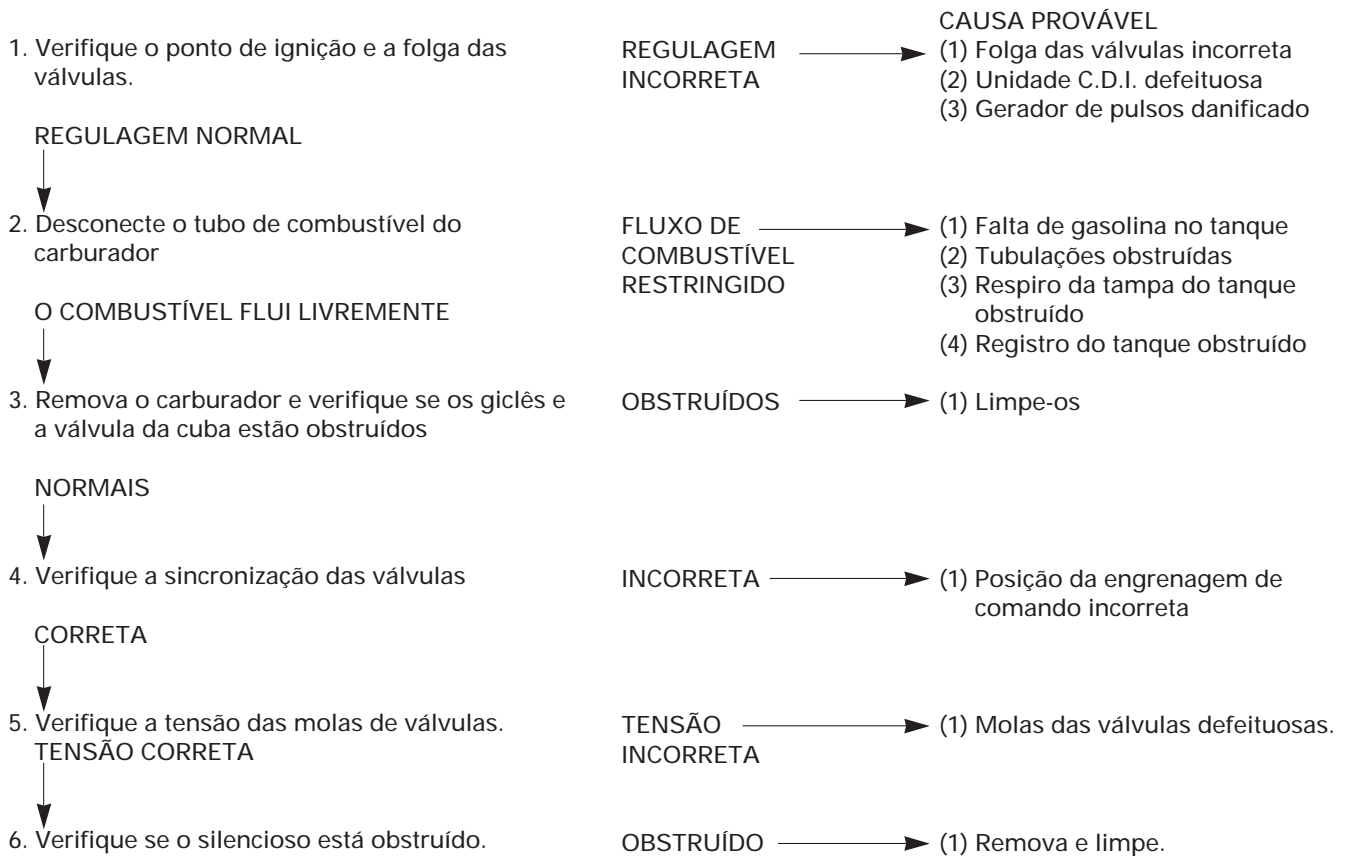 CAUSA PROVÁVEL
1. Verifique o ponto de ignição e a folga das
válvulas.
REGULAGEM
INCORRETA
(1) Folga das válvulas incorreta
(2) Unidade C.D.I. defeituosa
(3) Gerador de pulsos danificado
REGULAGEM NORMAL
2. Desconecte o tubo de combustível do
carburador
FLUXO DE
COMBUSTÍVEL
RESTRINGIDO
(1) Falta de gasolina no tanque
(2) Tubulações obstruídas
(3) Respiro da tampa do tanque
obstruído
(4) Registro do tanque obstruído
O COMBUSTÍVEL FLUI LIVREMENTE
3. Remova o carburador e verifique se os giclês e
a válvula da cuba estão obstruídos
OBSTRUÍDOS
(1) Limpe-os
NORMAIS
4. Verifique a sincronização das válvulas
INCORRETA
(1) Posição da engrenagem de
comando incorreta
CORRETA
5. Verifique a tensão das molas de válvulas.
TENSÃO
INCORRETA
(1) Molas das válvulas defeituosas.
TENSÃO CORRETA
6. Verifique se o silencioso está obstruído.
OBSTRUÍDO
(1) Remova e limpe.